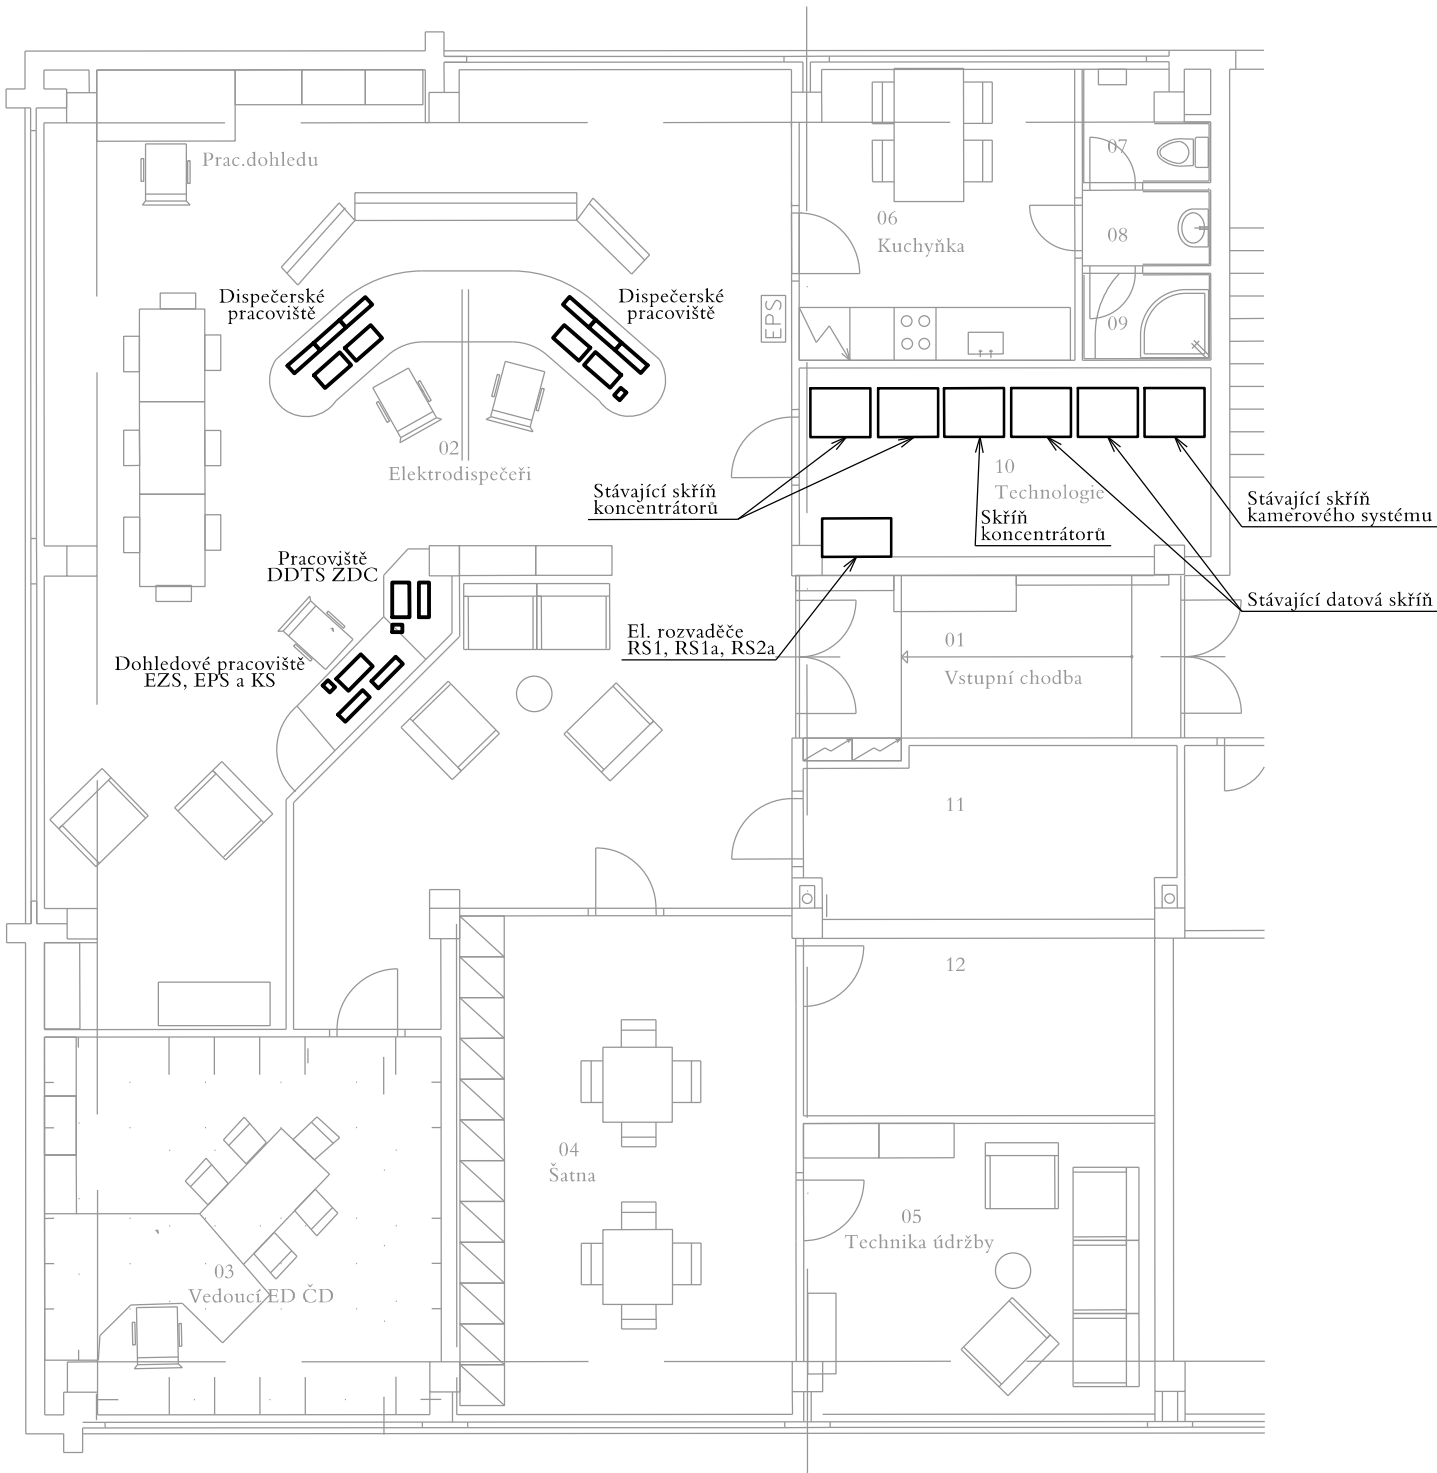 Prac.dohledu
07
06
Kuchyňka
08
09
Dispečerské
pracoviště
Dispečerské
pracoviště
EPS
02
Elektrodispečeři
10
Technologie
Stávající skříň
koncentrátorů
Skříň
koncentrátorů
Stávající skříň
kamerového systému
Pracoviště
DDTS ŽDC
Stávající datová skříň
El. rozvaděče
RS1, RS1a, RS2a
01
Vstupní chodba
Dohledové pracoviště
EZS, EPS a KS
11
12
04
Šatna
05
Technika údržby
03
Vedoucí ED ČD